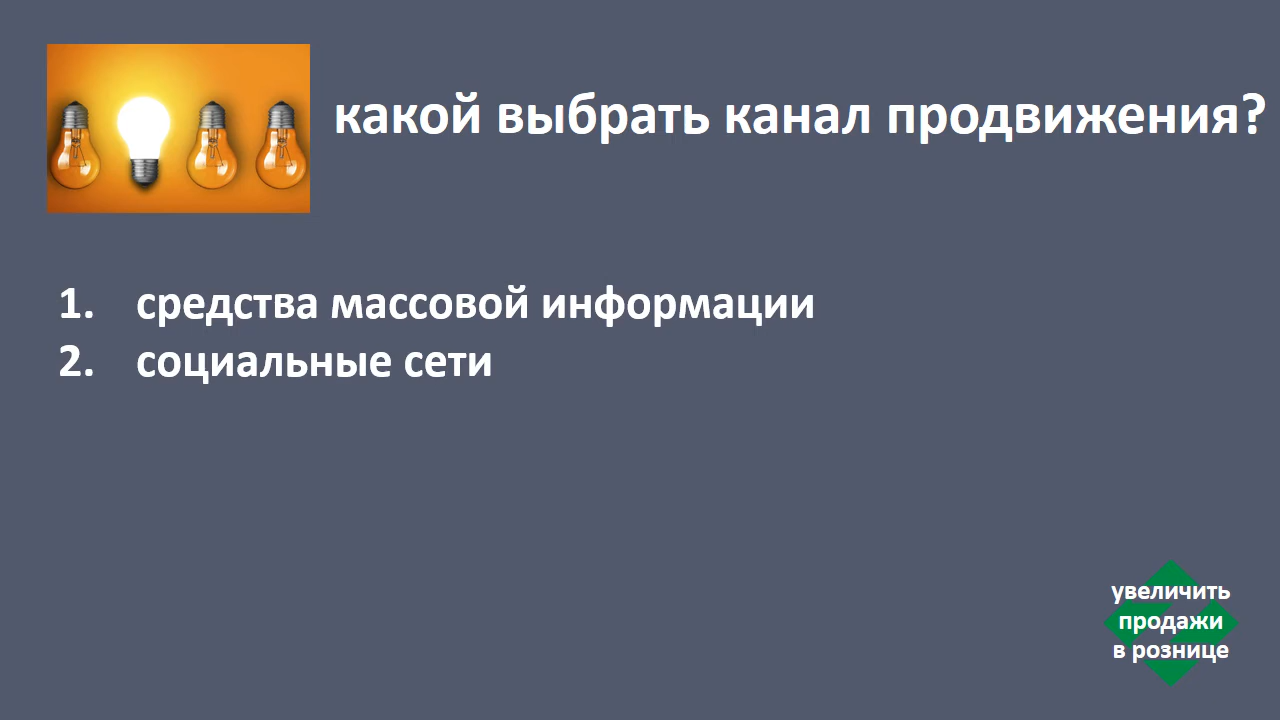 какой выбрать канал продвижения?
1. средства массовой информации
2. социальные сети
увеличить
продажи
в рознице